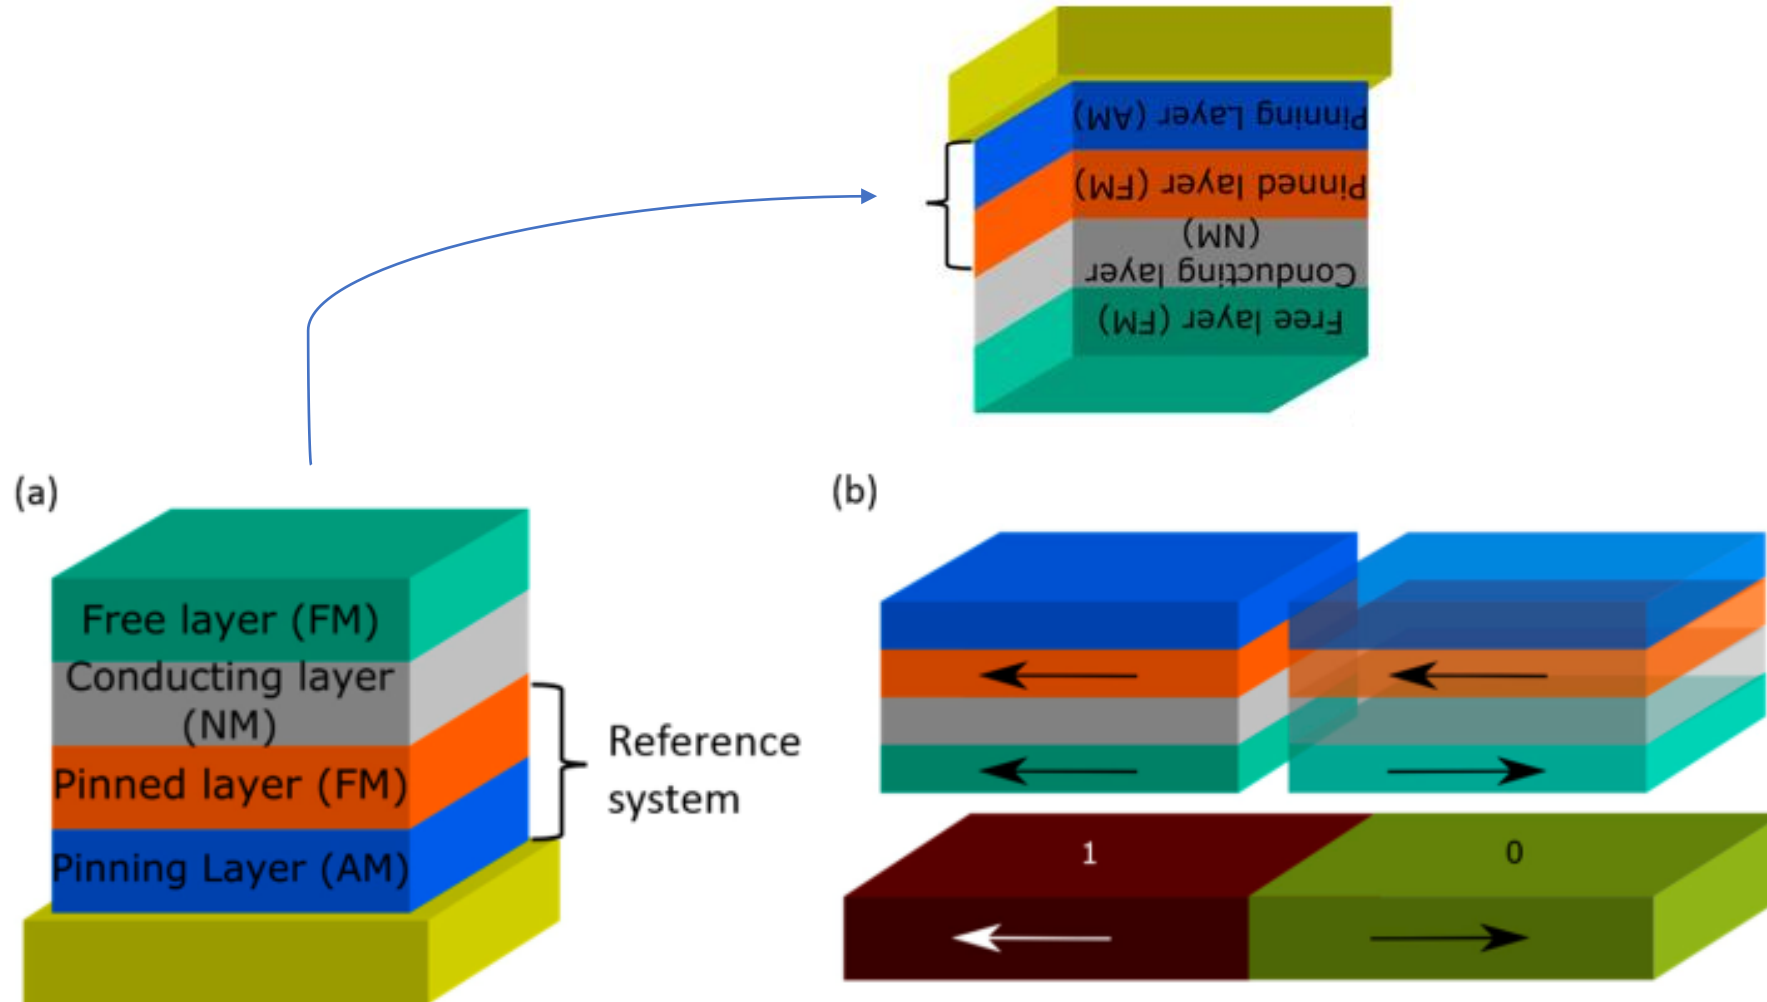 Pinning Layer (AM)
Pinned layer (FM)
(NM)
Conducting layer
Free layer (FM)
(a)
(b)
Free layer (FM)
Conducting layer
(NM)
Pinned layer (FM)
Pinning Layer (AM)
Reference
system
1
0